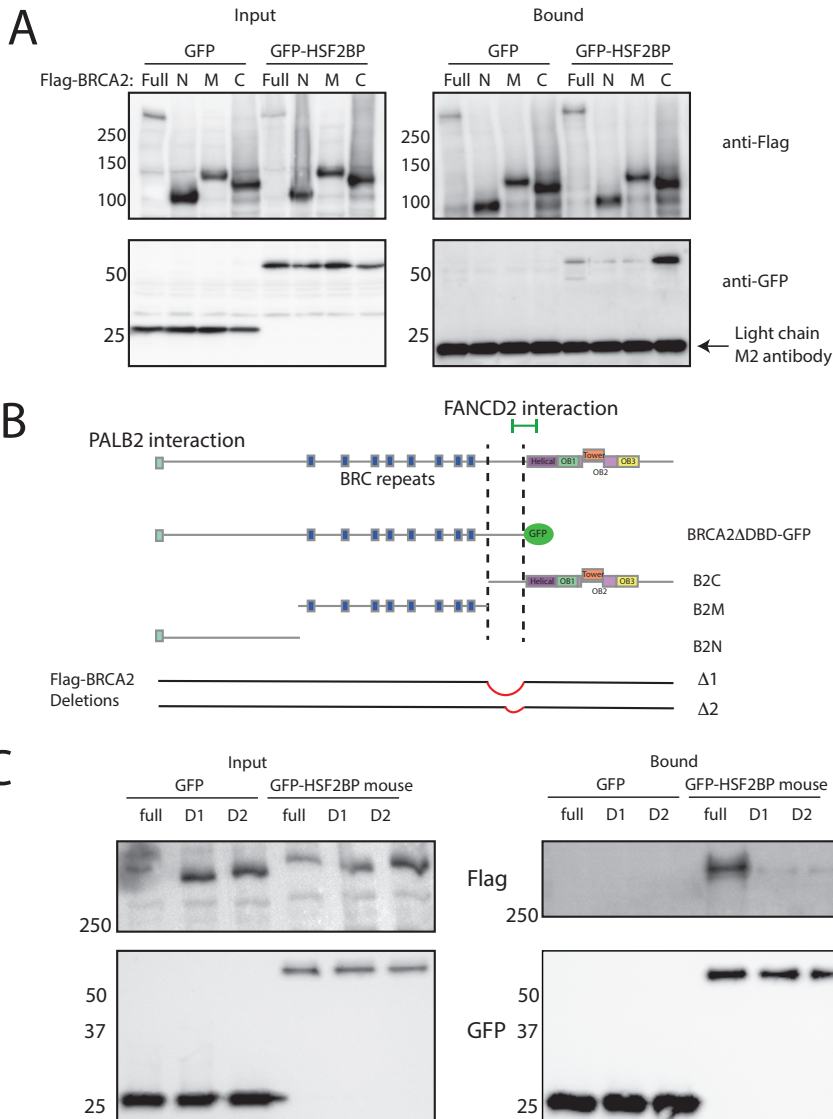 A
Input
Bound
GFP GFP-HSF2BP
GFP GFP-HSF2BP
Flag-BRCA2: Full N M C Full N M C
Full N M C Full N M C
250
150
100
250
150
100
anti-Flag
50
25
50
25
anti-GFP
Light chain
M2 antibody
B
FANCD2 interaction
PALB2 interaction
BRC repeats
Helical OB1 Tower OB2 OB3
GFP
BRCA2ΔDBD-GFP
Helical OB1 Tower OB2 OB3
B2C
B2M
B2N
Flag-BRCA2
Deletions
Δ1
Δ2
C
Input
Bound
GFP GFP-HSF2BP mouse
GFP GFP-HSF2BP mouse
full D1 D2 full D1 D2
full D1 D2 full D1 D2
250
Flag
250
50
37
25
GFP
50
37
25